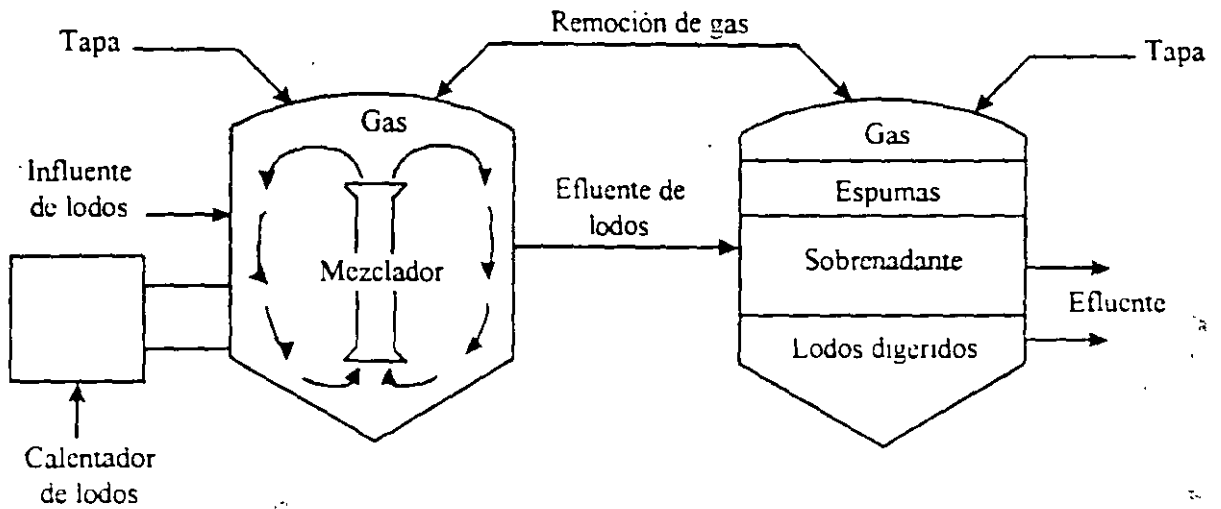 Remoción de gas
Tapa
Tapa
Gas
Gas
Influente
de lodos
Efluente de
lodos
Espumas
Mezclador
Sobrenadante
Efluente
Lodos digeridos
Calentador
de lodos